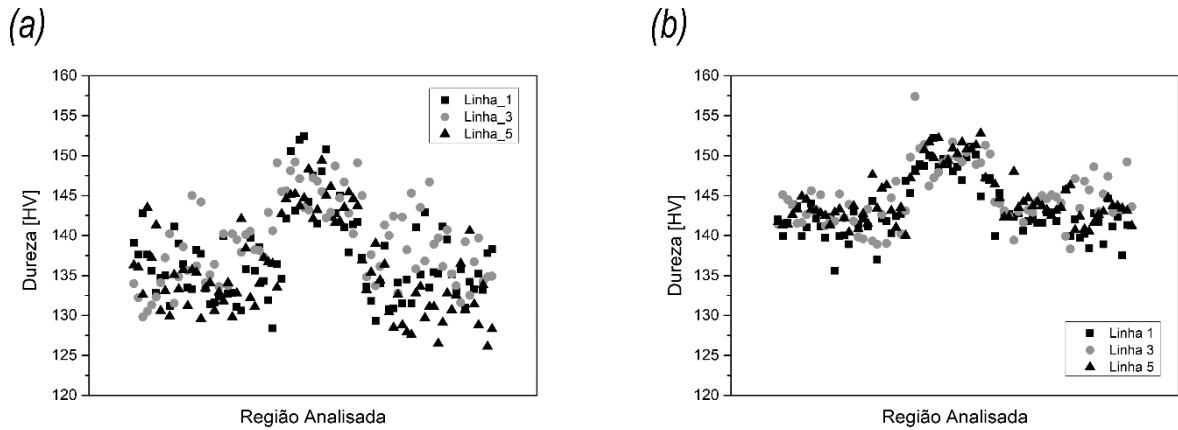 (a)
Dureza [HV]
160
155
150
145
140
135
130
125
120
Linha_1
Linha_3
Linha_5
Região Analisada
(b)
Dureza [HV]
160
155
150
145
140
135
130
125
120
Linha 1
Linha 3
Linha 5
Região Analisada